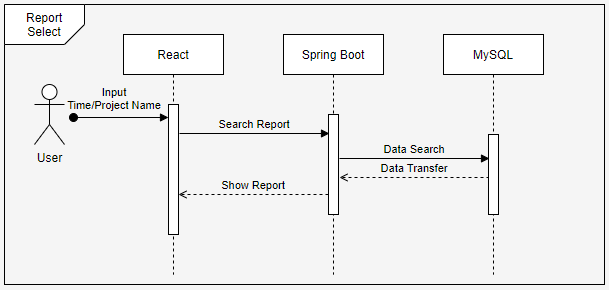 Report
Select
React
Spring Boot
MySQL
Input
Time/Project Name
User
Search Report
Data Search
Data Transfer
Show Report